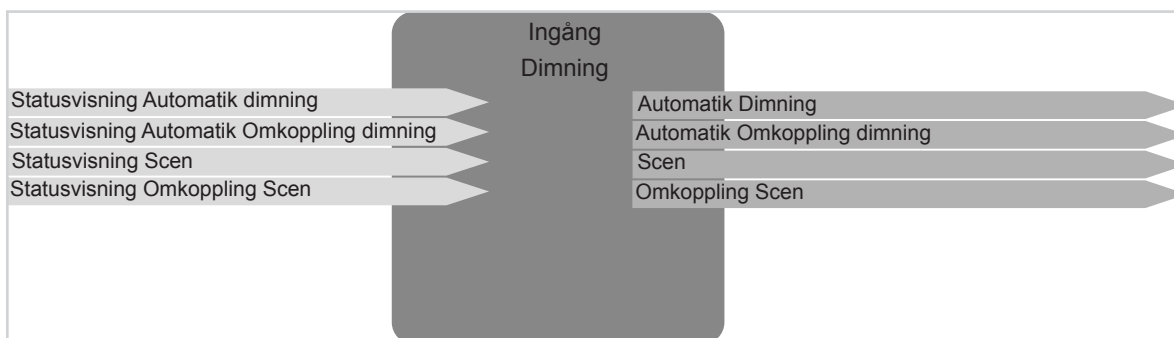 Ingång
Dimning
Statusvisning Automatik dimning
Statusvisning Automatik Omkoppling dimning
Statusvisning Scen
Statusvisning Omkoppling Scen
Automatik Dimning
Automatik Omkoppling dimning
Scen
Omkoppling Scen